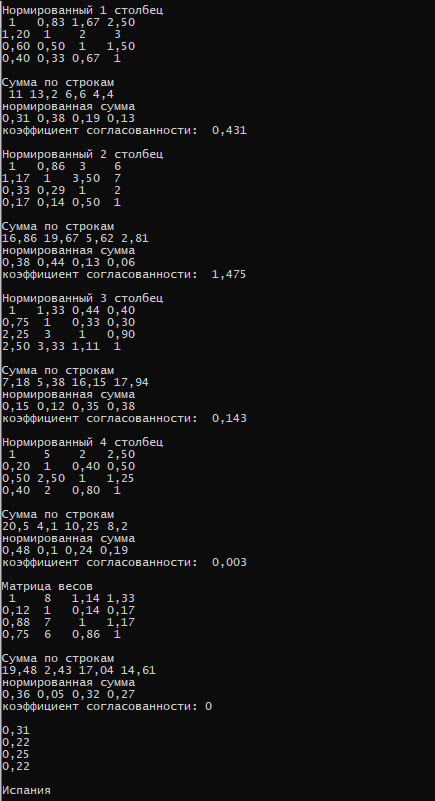 Нормированный 1 столбец
1 0,83 1,67 2,50
1,20 1 2 3
0,60 0,50 1 1,50
0,40 0,33 0,67 1
Сумма по строкам
11 13,2 6,6 4,4
нормированная сумма
0,31 0,38 0,19 0,13
коэффициент согласованности: 0,431
Нормированный 2 столбец
1 0,86 3 6
1,17 1 3,50 7
0,33 0,29 1 2
0,17 0,14 0,50 1
Сумма по строкам
16,86 19,67 5,62 2,81
нормированная сумма
0,38 0,44 0,13 0,06
коэффициент согласованности: 1,475
Нормированный 3 столбец
1 1,33 0,44 0,40
0,75 1 0,33 0,30
2,25 3 1 0,90
2,50 3,33 1,11 1
Сумма по строкам
7,18 5,38 16,15 17,94
нормированная сумма
0,15 0,12 0,35 0,38
коэффициент согласованности: 0,143
Нормированный 4 столбец
1 5 2 2,50
0,20 1 0,40 0,50
0,50 2,50 1 1,25
0,40 2 0,80 1
Сумма по строкам
20,5 4,1 10,25 8,2
нормированная сумма
0,48 0,1 0,24 0,19
коэффициент согласованности: 0,003
Матрица весов
1 8 1,14 1,33
0,12 1 0,14 0,17
0,88 7 1 1,17
0,75 6 0,86 1
Сумма по строкам
19,48 2,43 17,04 14,61
нормированная сумма
0,36 0,05 0,32 0,27
коэффициент согласованности: 0
0,31
0,22
0,25
0,22
Испания